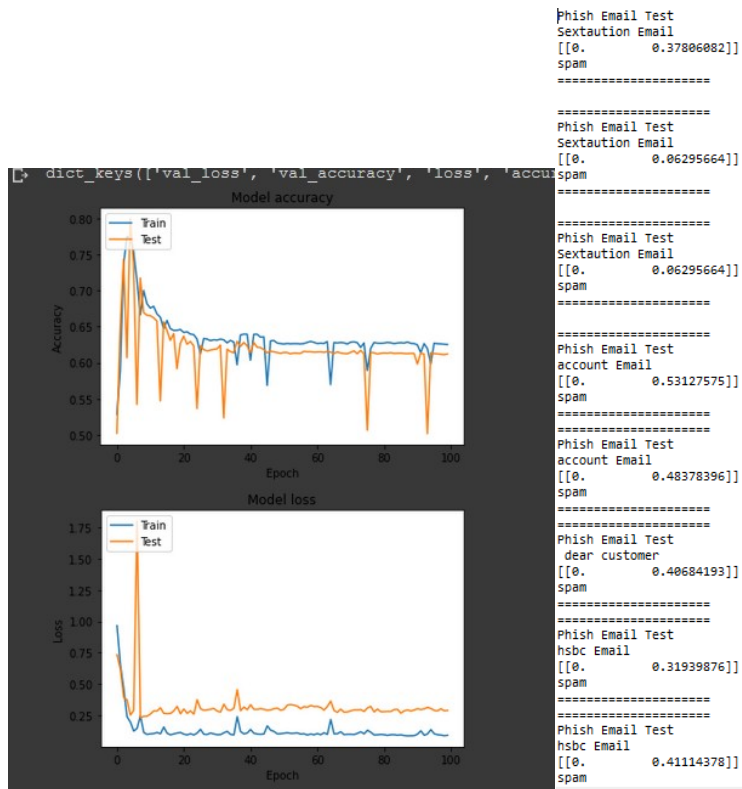 dict_keys(['val_loss', 'val_accuracy', 'loss', 'accu
Model accuracy
Train
Test
0.80
0.75
0.70
0.65
0.60
0.55
0.50
Accuracy
0 20 40 60 80 100
Epoch
Model loss
Train
Test
1.75
1.50
1.25
1.00
0.75
0.50
0.25
Loss
0 20 40 60 80 100
Epoch
Phish Email Test
Sextaution Email
[[0. 0.37806082]]
spam
=====================
=====================
Phish Email Test
Sextaution Email
[[0. 0.06295664]]
spam
=====================
=====================
Phish Email Test
Sextaution Email
[[0. 0.06295664]]
spam
=====================
=====================
Phish Email Test
account Email
[[0. 0.53127575]]
spam
=====================
=====================
Phish Email Test
account Email
[[0. 0.48378396]]
spam
=====================
=====================
Phish Email Test
dear customer
[[0. 0.40684193]]
spam
=====================
=====================
Phish Email Test
hsbc Email
[[0. 0.31939876]]
spam
=====================
=====================
Phish Email Test
hsbc Email
[[0. 0.41114378]]
spam